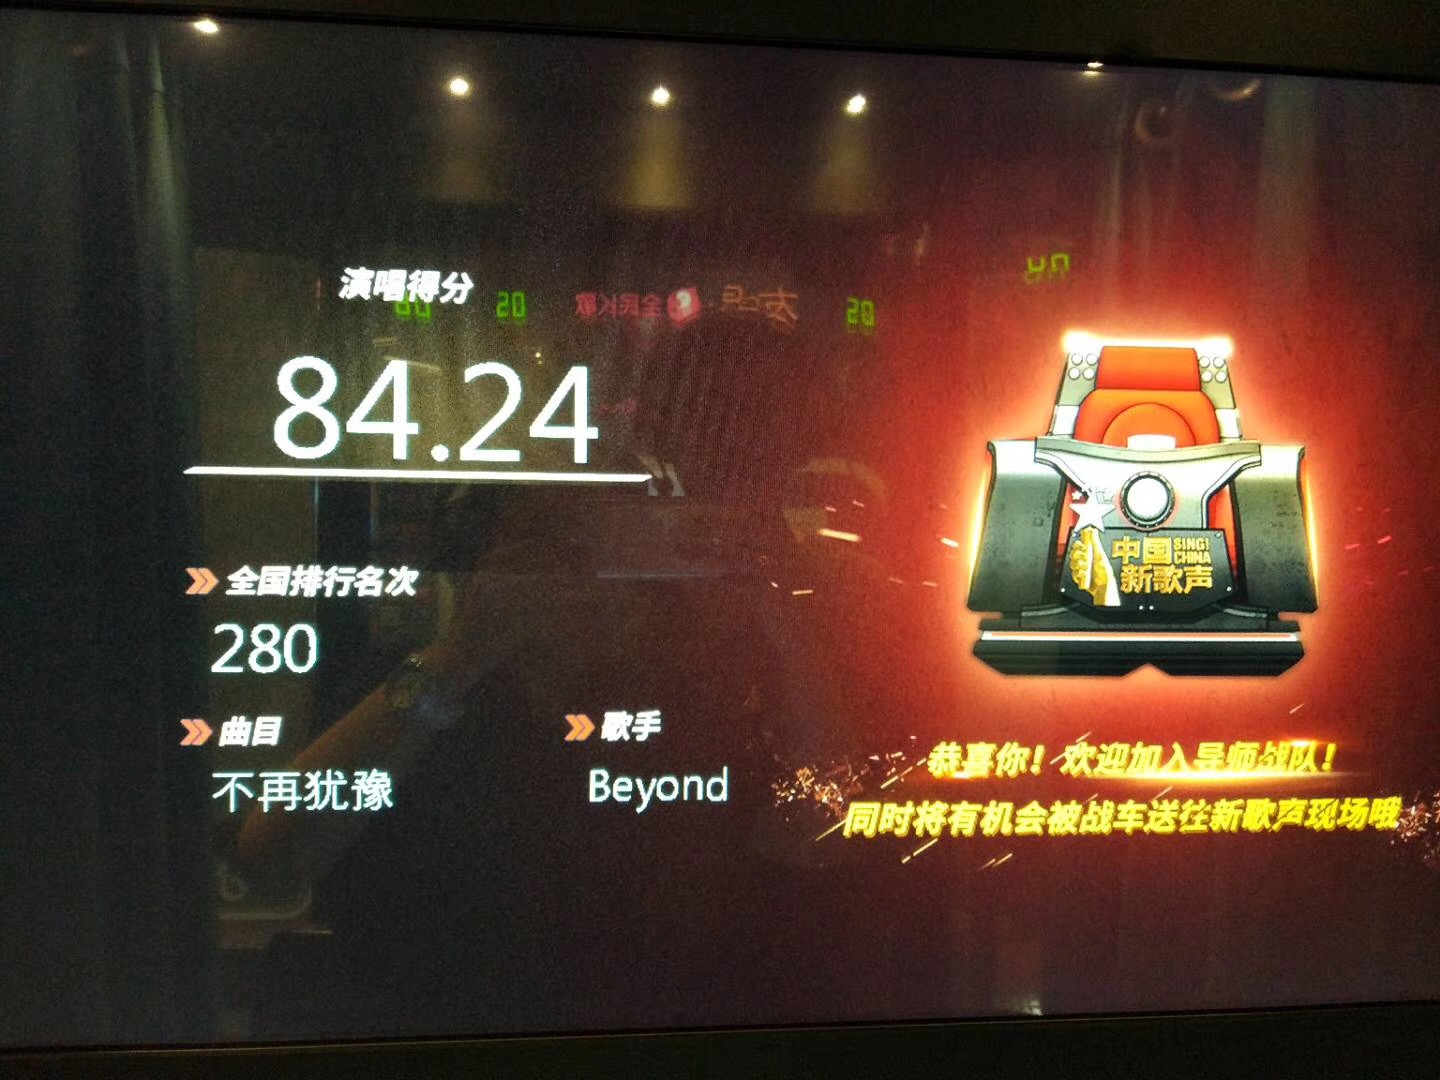 演唱得分
84.24
全国排行名次
280
曲目
不再犹豫
歌手
Beyond
中国
新歌声
SING!
CHINA
恭喜你！欢迎加入导师战队！
同时将有机会被战车送往新歌声现场哦
20
20